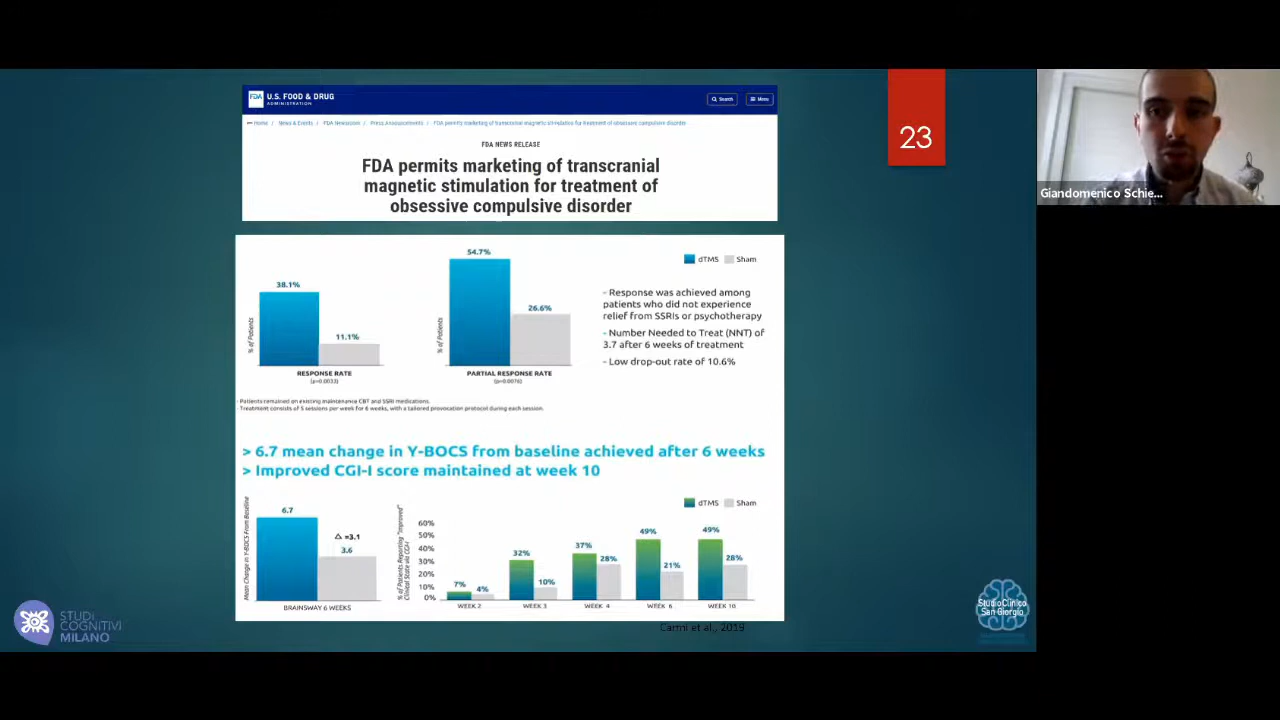 FDA U.S. FOOD & DRUG
ADMINISTRATION
Search
Menu
Home / News & Events / FDA Newsroom / Press Announcements / FDA permits marketing of transcranial magnetic stimulation for treatment of obsessive compulsive disorder
FDA NEWS RELEASE
FDA permits marketing of transcranial
magnetic stimulation for treatment of
obsessive compulsive disorder
23
Giandomenico Schie...
% of Patients
38.1%
11.1%
RESPONSE RATE
(p=0.0033)
% of Patients
54.7%
26.6%
PARTIAL RESPONSE RATE
(p=0.0076)
dTMS
Sham
- Response was achieved among
patients who did not experience
relief from SSRIs or psychotherapy
- Number Needed to Treat (NNT) of
3.7 after 6 weeks of treatment
- Low drop-out rate of 10.6%
- Patients remained on existing maintenance CBT and SSRI medications.
- Treatment consists of 5 sessions per week for 6 weeks, with a tailored provocation protocol during each session.
> 6.7 mean change in Y-BOCS from baseline achieved after 6 weeks
> Improved CGI-I score maintained at week 10
Mean Change in Y-BOCS From Baseline
6.7
Δ =3.1
3.6
BRAINSWAY 6 WEEKS
% of Patients Reporting "Improved"
Clinical State via CGI-I
dTMS
Sham
60%
50%
40%
30%
20%
10%
0%
7%
4%
32%
10%
37%
28%
49%
21%
49%
28%
WEEK 2
WEEK 3
WEEK 4
WEEK 6
WEEK 10
Carmi et al., 2019
STUDI
COGNITIVI
MILANO
Studio Clinico
San Giorgio